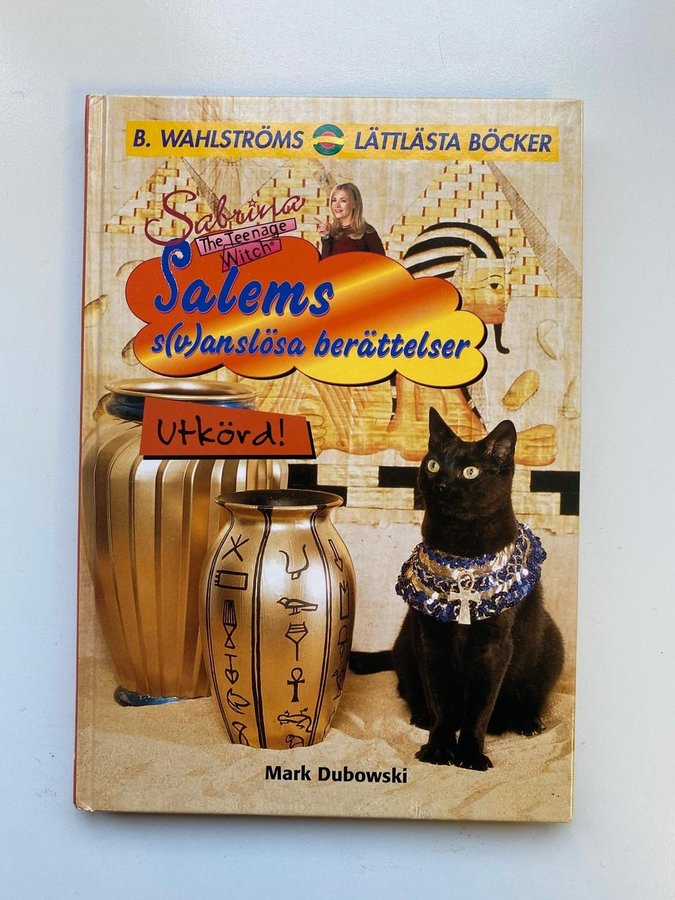 B. WAHLSTRÖMS LÄTTLÄSTA BÖCKER
Sabrina
The Teenage
Witch®
Salems
s(v)anslösa berättelser
Utkörd!
Mark Dubowski